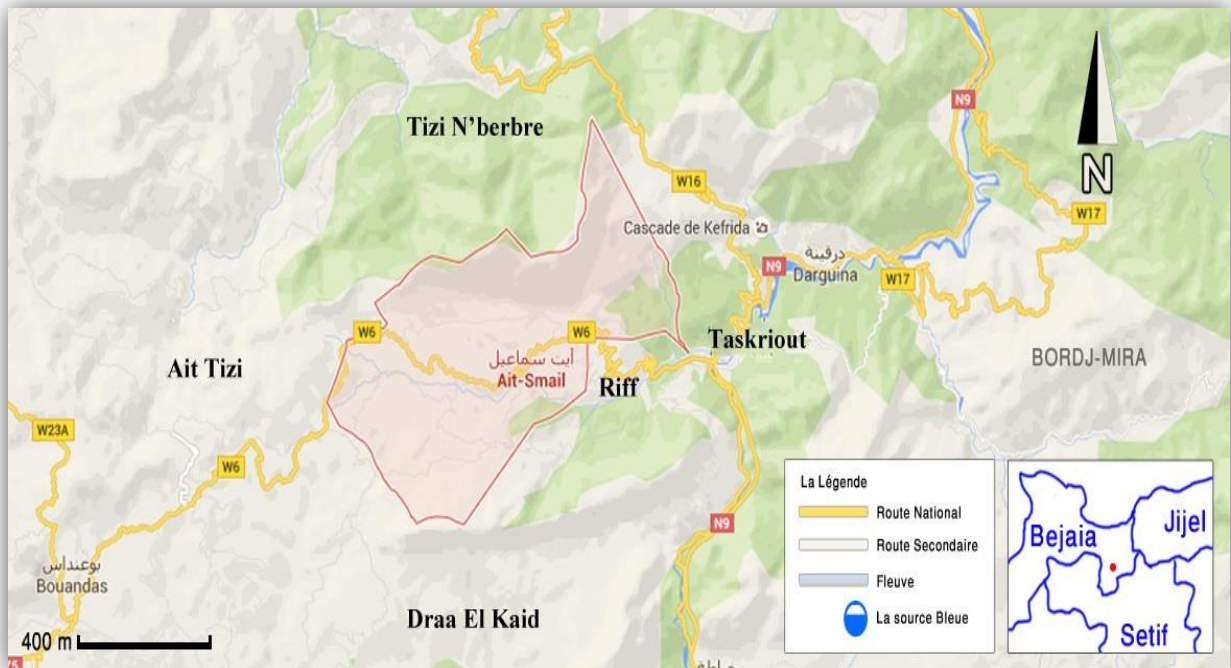 Tizi N'berbre
N9
N
W16
W17
Cascade de Kefrida
درقينة
Darguina
N9
W17
W6
W6
Taskriout
BORDJ-MIRA
Ait Tizi
أيت سماعيل
Ait-Smail
Riff
W23A
W6
La Légende
Route National
Route Secondaire
Fleuve
La source Bleue
Bejaia
Jijel
Setif
N9
بوعنداس
Bouandas
Draa El Kaid
400 m